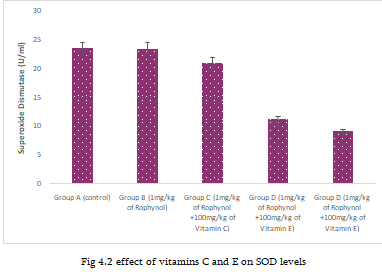 30
25
20
15
10
5
0
Superoxide Dismutase (U/ml)
Group A (control)
Group B (1mg/kg
of Rophynol)
Group C (1mg/kg
of Rophynol
+100mg/kg of
Vitamin C)
Group D (1mg/kg
of Rophynol
+100mg/kg of
Vitamin E)
Group D (1mg/kg
of Rophynol
+100mg/kg of
Vitamin E)
Fig 4.2 effect of vitamins C and E on SOD levels